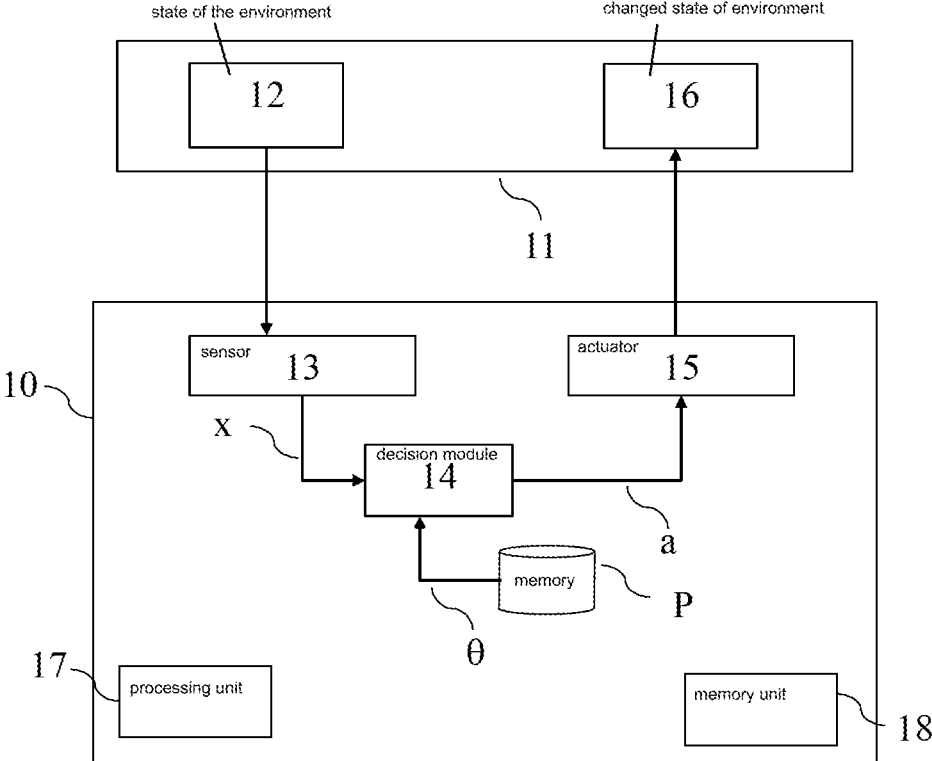 state of the environment
changed state of environment
12
16
11
sensor
13
actuator
15
10
x
decision module
14
a
memory
P
θ
17
processing unit
memory unit
18